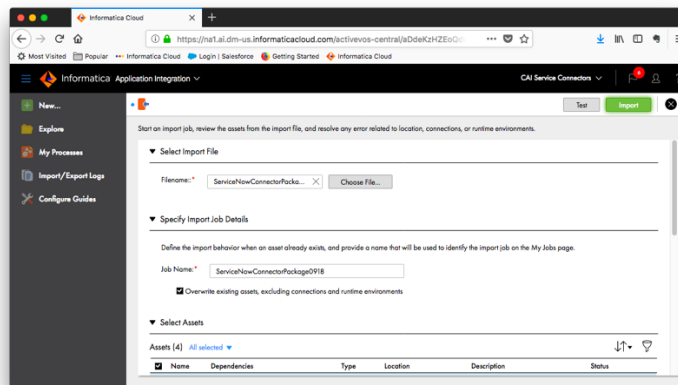 Informatica Cloud
https://na1.ai.dm-us.informaticacloud.com/activevos-central/aDdeKzHZEoQ
Most Visited Popular Informatica Cloud Login | Salesforce Getting Started Informatica Cloud
Informatica Application Integration CAI Service Connectors
New...
Explore
My Processes
Import/Export Logs
Configure Guides
Test Import
Start an import job, review the assets from the import file, and resolve any error related to location, connections, or runtime environments.
Select Import File
Filename:* ServiceNowConnectorPacka... Choose File...
Specify Import Job Details
Define the import behavior when an asset already exists, and provide a name that will be used to identify the import job on the My Jobs page.
Job Name:* ServiceNowConnectorPackage0918
Overwrite existing assets, excluding connections and runtime environments
Select Assets
Assets (4) All selected
Name Dependencies Type Location Description Status